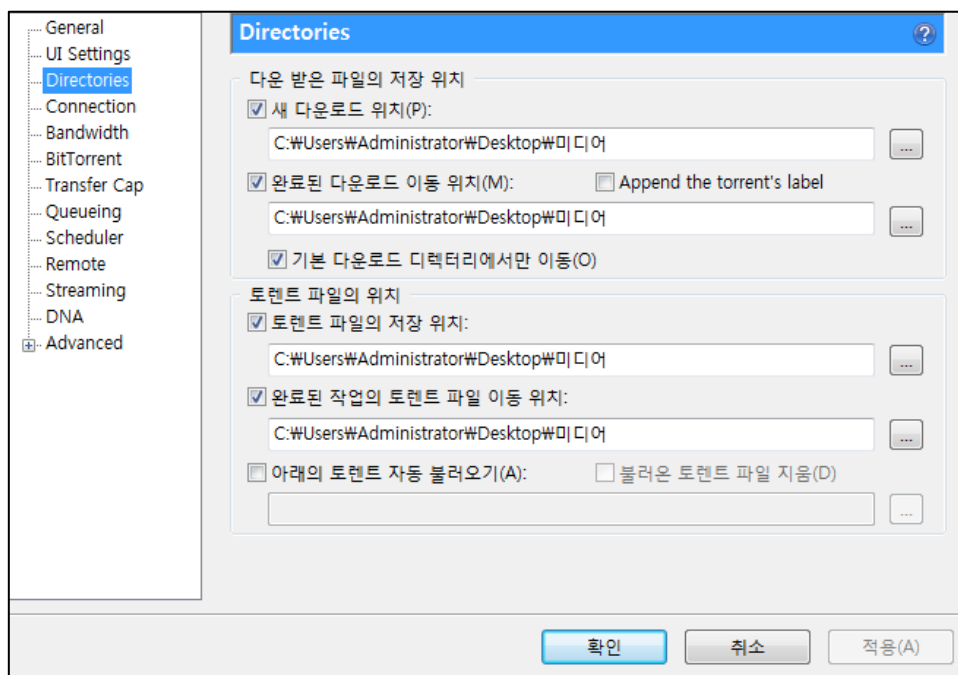 General
UI Settings
Directories
Connection
Bandwidth
BitTorrent
Transfer Cap
Queueing
Scheduler
Remote
Streaming
DNA
Advanced
Directories
다운 받은 파일의 저장 위치
새 다운로드 위치(P):
C:₩Users₩Administrator₩Desktop₩미디어
...
완료된 다운로드 이동 위치(M): Append the torrent's label
C:₩Users₩Administrator₩Desktop₩미디어
...
기본 다운로드 디렉터리에서만 이동(O)
토렌트 파일의 위치
토렌트 파일의 저장 위치:
C:₩Users₩Administrator₩Desktop₩미디어
...
완료된 작업의 토렌트 파일 이동 위치:
C:₩Users₩Administrator₩Desktop₩미디어
...
아래의 토렌트 자동 불러오기(A): 불러온 토렌트 파일 지움(D)
...
확인 취소 적용(A)